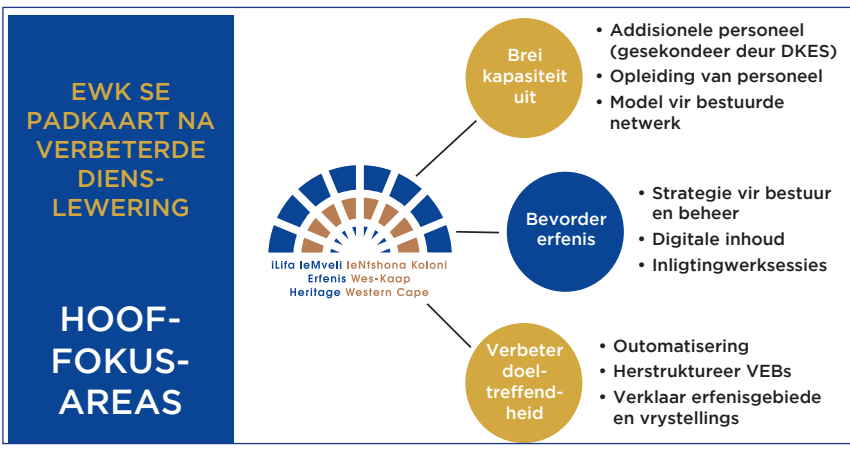 EWK SE
PADKAART NA
VERBETERDE
DIENS-
LEWERING
HOOF-
FOKUS-
AREAS
iLifa leMveli leNtshona Koloni
Erfenis Wes-Kaap
Heritage Western Cape
Brei
kapasiteit
uit
• Addisionele personeel
(gesekondeer deur DKES)
• Opleiding van personeel
• Model vir bestuurde
netwerk
Bevorder
erfenis
• Strategie vir bestuur
en beheer
• Digitale inhoud
• Inligtingwerksessies
Verbeter
doel-
treffend-
heid
• Outomatisering
• Herstruktureer VEBs
• Verklaar erfenisgebiede
en vrystellings